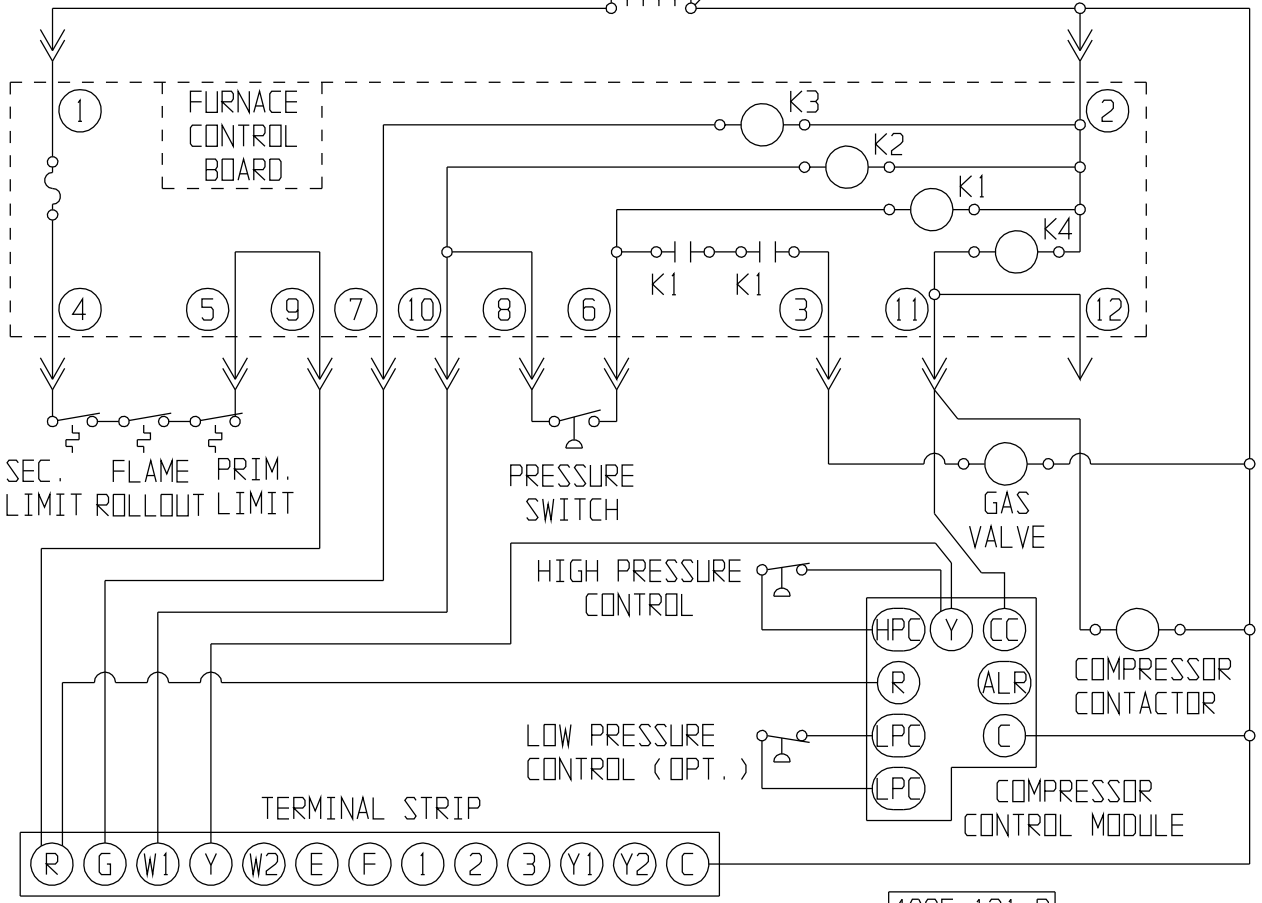 1
FURNACE
CONTROL
BOARD
K3
2
K2
K1
K4
K1
K1
4
5
9
7
10
8
6
3
11
12
SEC.
LIMIT
FLAME
ROLLOUT
PRIM.
LIMIT
PRESSURE
SWITCH
GAS
VALVE
HIGH PRESSURE
CONTROL
HPC
Y
CC
R
ALR
LPC
C
LPC
COMPRESSOR
CONTACTOR
LOW PRESSURE
CONTROL (OPT.)
COMPRESSOR
CONTROL MODULE
TERMINAL STRIP
R G W1 Y W2 E F 1 2 3 Y1 Y2 C